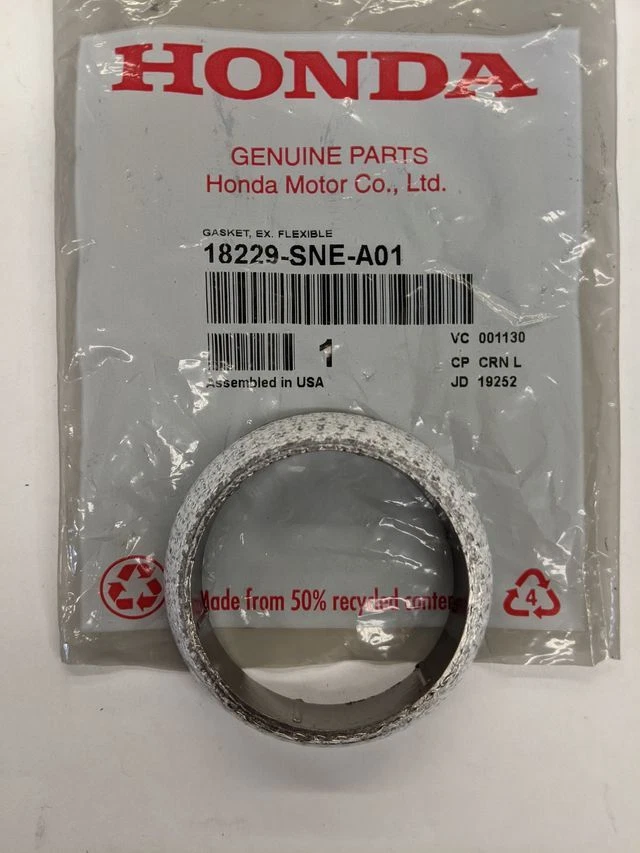 HONDA
GENUINE PARTS
Honda Motor Co., Ltd.
GASKET, EX. FLEXIBLE
18229-SNE-A01
1
VC 001130
CP CRN L
Assembled in USA
JD 19252
Made from 50% recycled
4